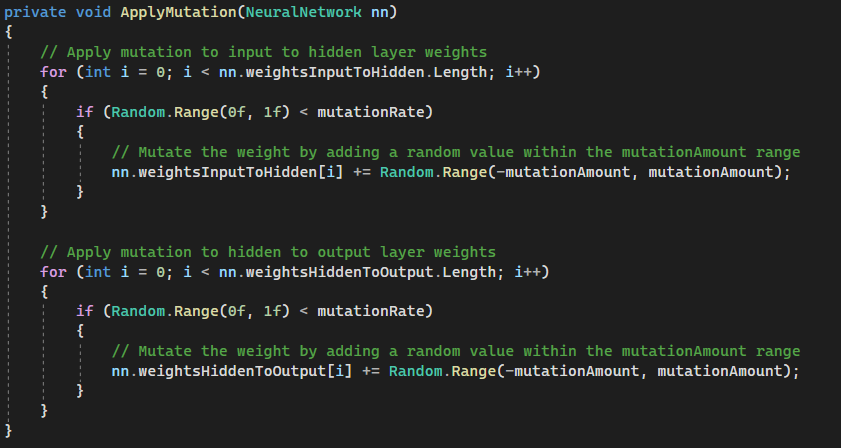 private void ApplyMutation(NeuralNetwork nn)
{
    // Apply mutation to input to hidden layer weights
    for (int i = 0; i < nn.weightsInputToHidden.Length; i++)
    {
        if (Random.Range(0f, 1f) < mutationRate)
        {
            // Mutate the weight by adding a random value within the mutationAmount range
            nn.weightsInputToHidden[i] += Random.Range(-mutationAmount, mutationAmount);
        }
    }

    // Apply mutation to hidden to output layer weights
    for (int i = 0; i < nn.weightsHiddenToOutput.Length; i++)
    {
        if (Random.Range(0f, 1f) < mutationRate)
        {
            // Mutate the weight by adding a random value within the mutationAmount range
            nn.weightsHiddenToOutput[i] += Random.Range(-mutationAmount, mutationAmount);
        }
    }
}